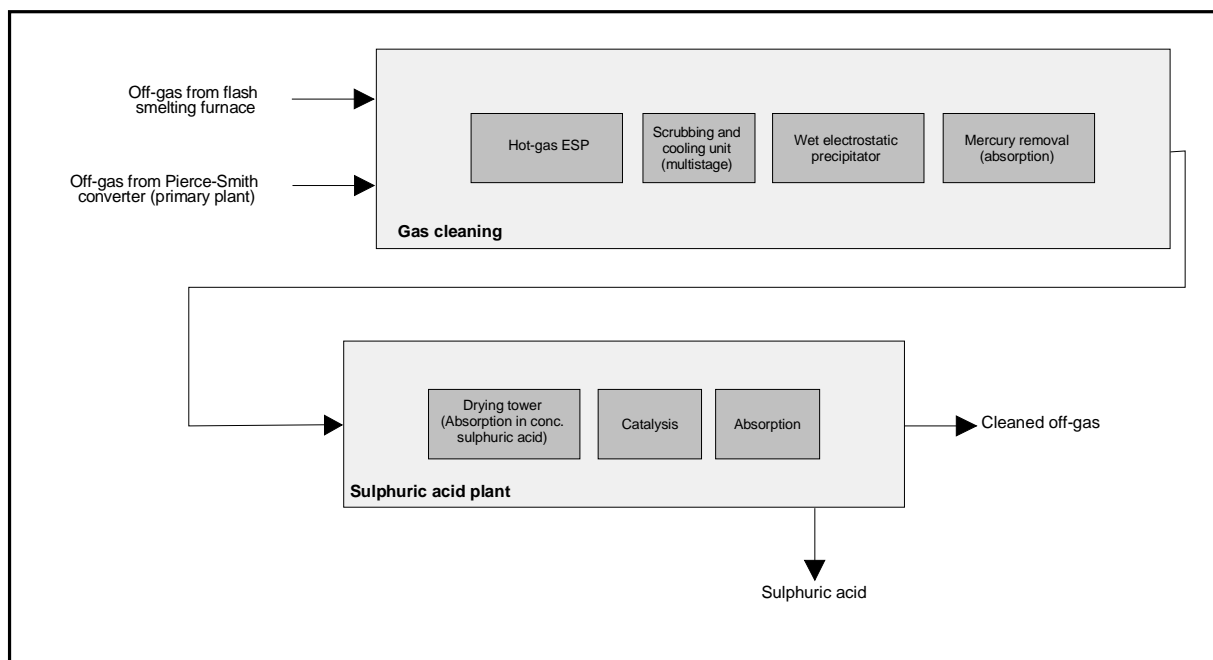 Off-gas from flash
smelting furnace
Off-gas from Pierce-Smith
converter (primary plant)
Hot-gas ESP
Scrubbing and
cooling unit
(multistage)
Wet electrostatic
precipitator
Mercury removal
(absorption)
Gas cleaning
Drying tower
(Absorption in conc.
sulphuric acid)
Catalysis
Absorption
Sulphuric acid plant
Cleaned off-gas
Sulphuric acid